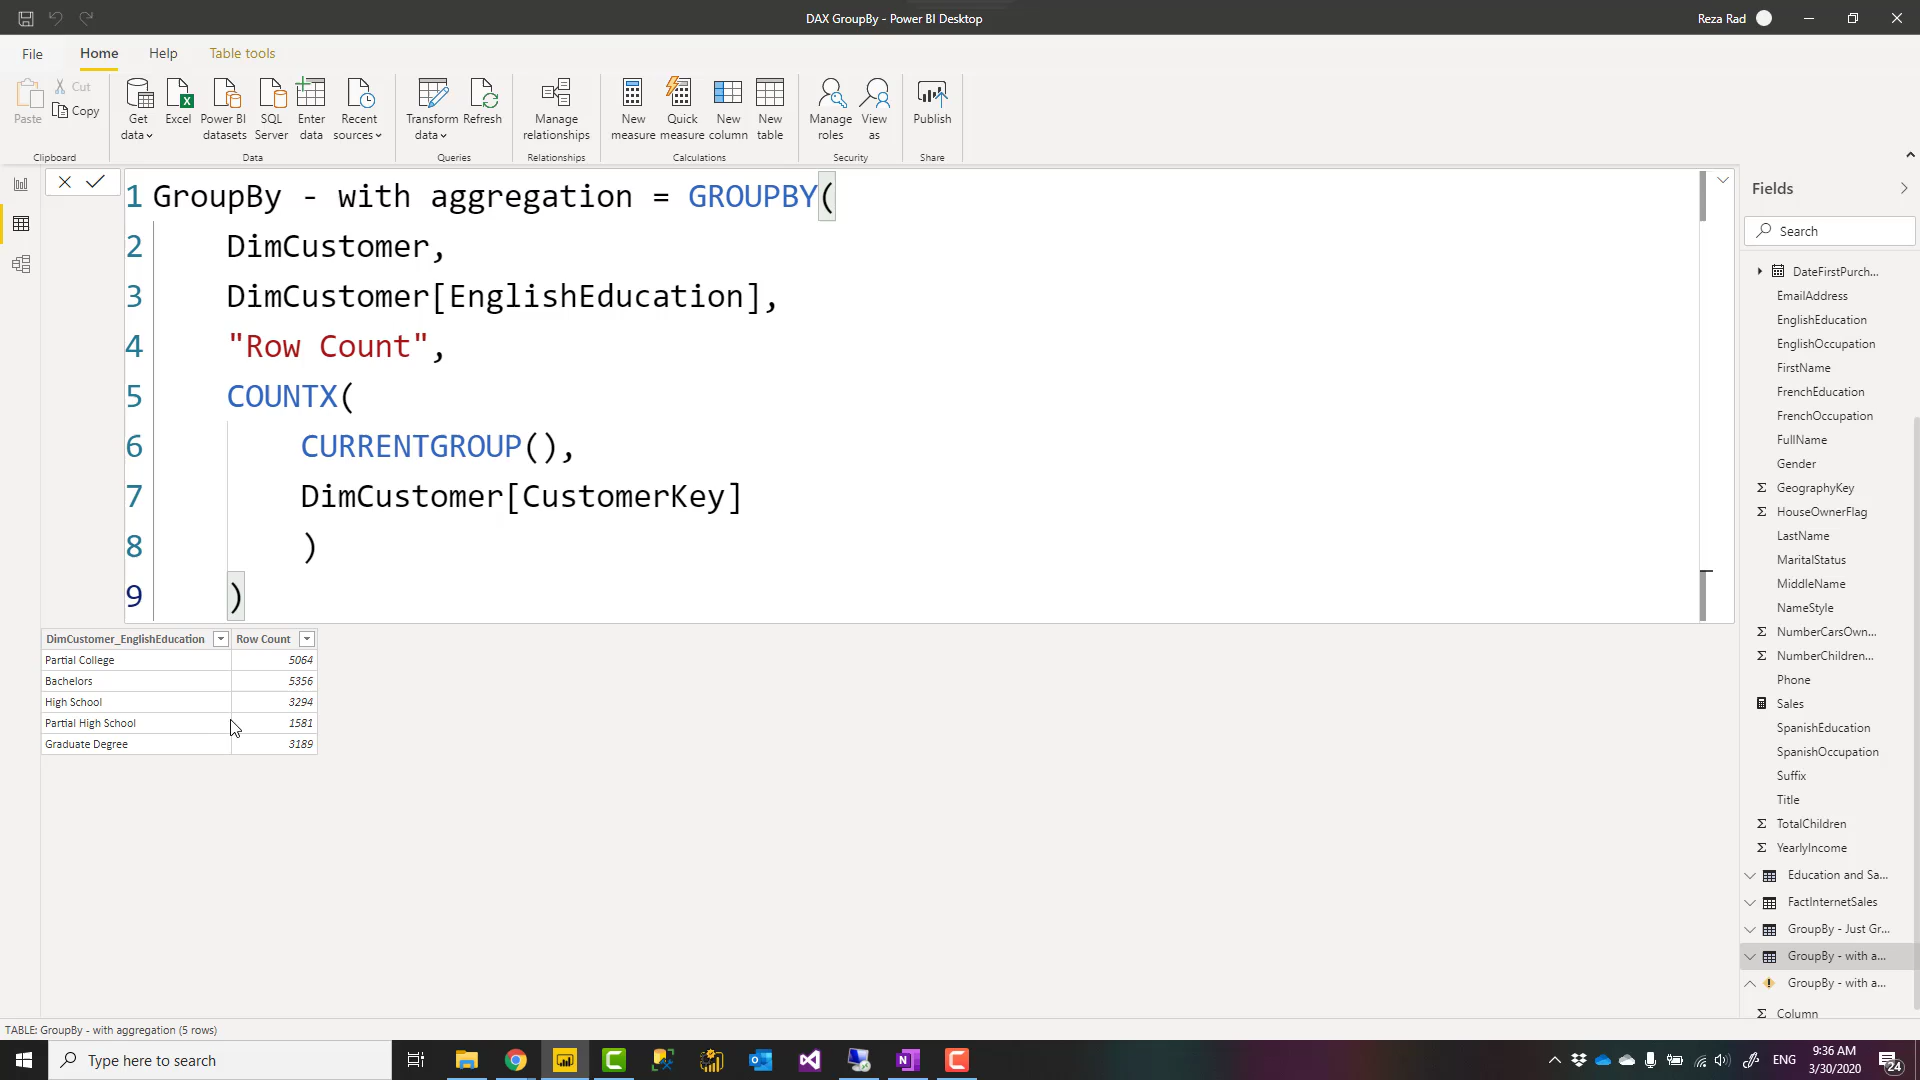 DAX GroupBy - Power BI Desktop
Reza Rad
File Home Help Table tools
Paste
Cut
Copy
Clipboard
Get data
Excel
Power BI datasets
SQL Server
Enter data
Recent sources
Data
Transform data
Refresh
Queries
Manage relationships
Relationships
New measure
Quick measure
New column
New table
Calculations
Manage roles
View as
Security
Publish
Share
1 GroupBy - with aggregation = GROUPBY(
2 DimCustomer,
3 DimCustomer[EnglishEducation],
4 "Row Count",
5 COUNTX(
6 CURRENTGROUP(),
7 DimCustomer[CustomerKey]
8 )
9 )
DimCustomer_EnglishEducation Row Count
Partial College 5064
Bachelors 5356
High School 3294
Partial High School 1581
Graduate Degree 3189
Fields
Search
DateFirstPurch...
EmailAddress
EnglishEducation
EnglishOccupation
FirstName
FrenchEducation
FrenchOccupation
FullName
Gender
Σ GeographyKey
Σ HouseOwnerFlag
LastName
MaritalStatus
MiddleName
NameStyle
Σ NumberCarsOwn...
Σ NumberChildren...
Phone
Sales
SpanishEducation
SpanishOccupation
Suffix
Title
Σ TotalChildren
Σ YearlyIncome
Education and Sa...
FactInternetSales
GroupBy - Just Gr...
GroupBy - with a...
GroupBy - with a...
Σ Column
TABLE: GroupBy - with aggregation (5 rows)
Type here to search
ENG
9:36 AM
3/30/2020
24